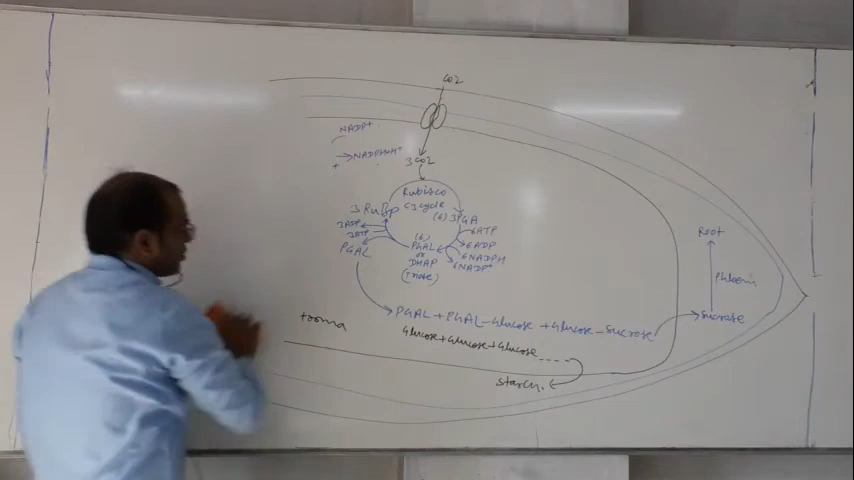 CO2
NADP+
→NADPH+H+
+
3CO2
Rubisco
C3 cycle
3 RuBp
(6) 3PGA
3ADP
3ATP
6ATP
6ADP
(6)
PGAL
or
DHAP
(Triose)
6NADPH
6NADP+
PGAL
Root
Phloem
PGAL + PGAL - Glucose + Glucose - Sucrose
Sucrose
troma
Glucose + Glucose + Glucose ----
Starch.